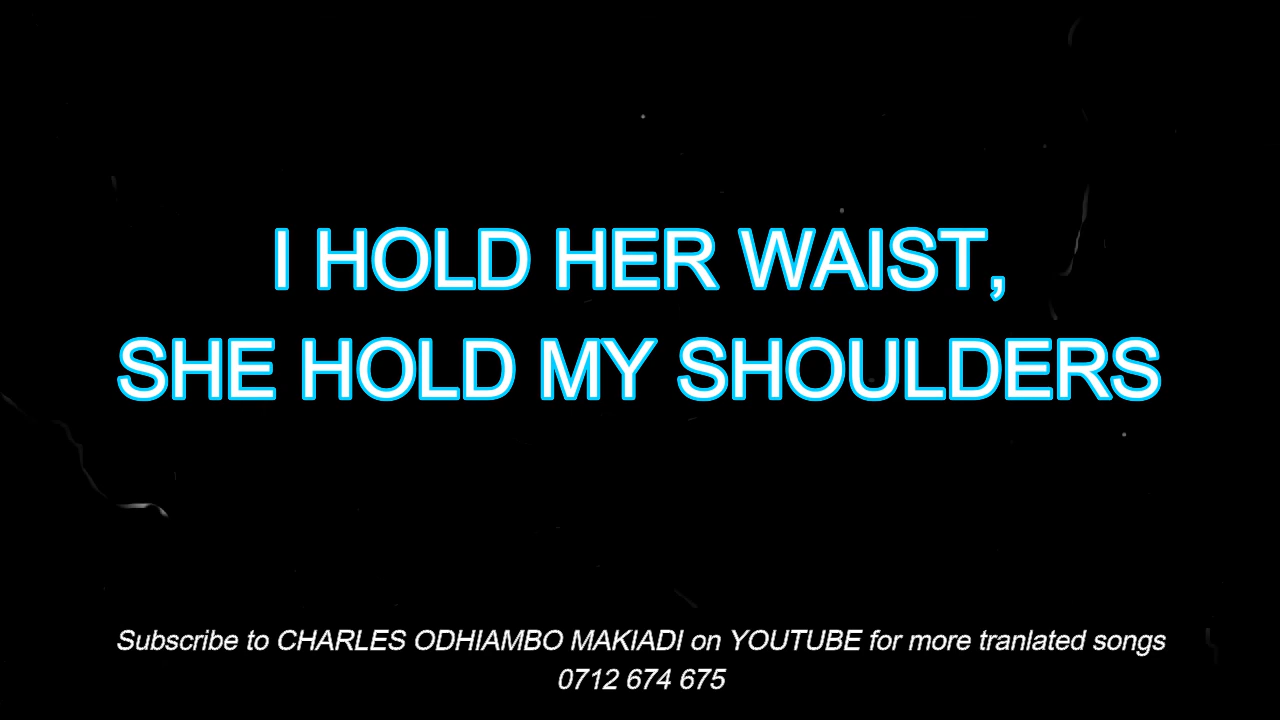 I HOLD HER WAIST,
SHE HOLD MY SHOULDERS
Subscribe to CHARLES ODHIAMBO MAKIADI on YOUTUBE for more tranlated songs
0712 674 675